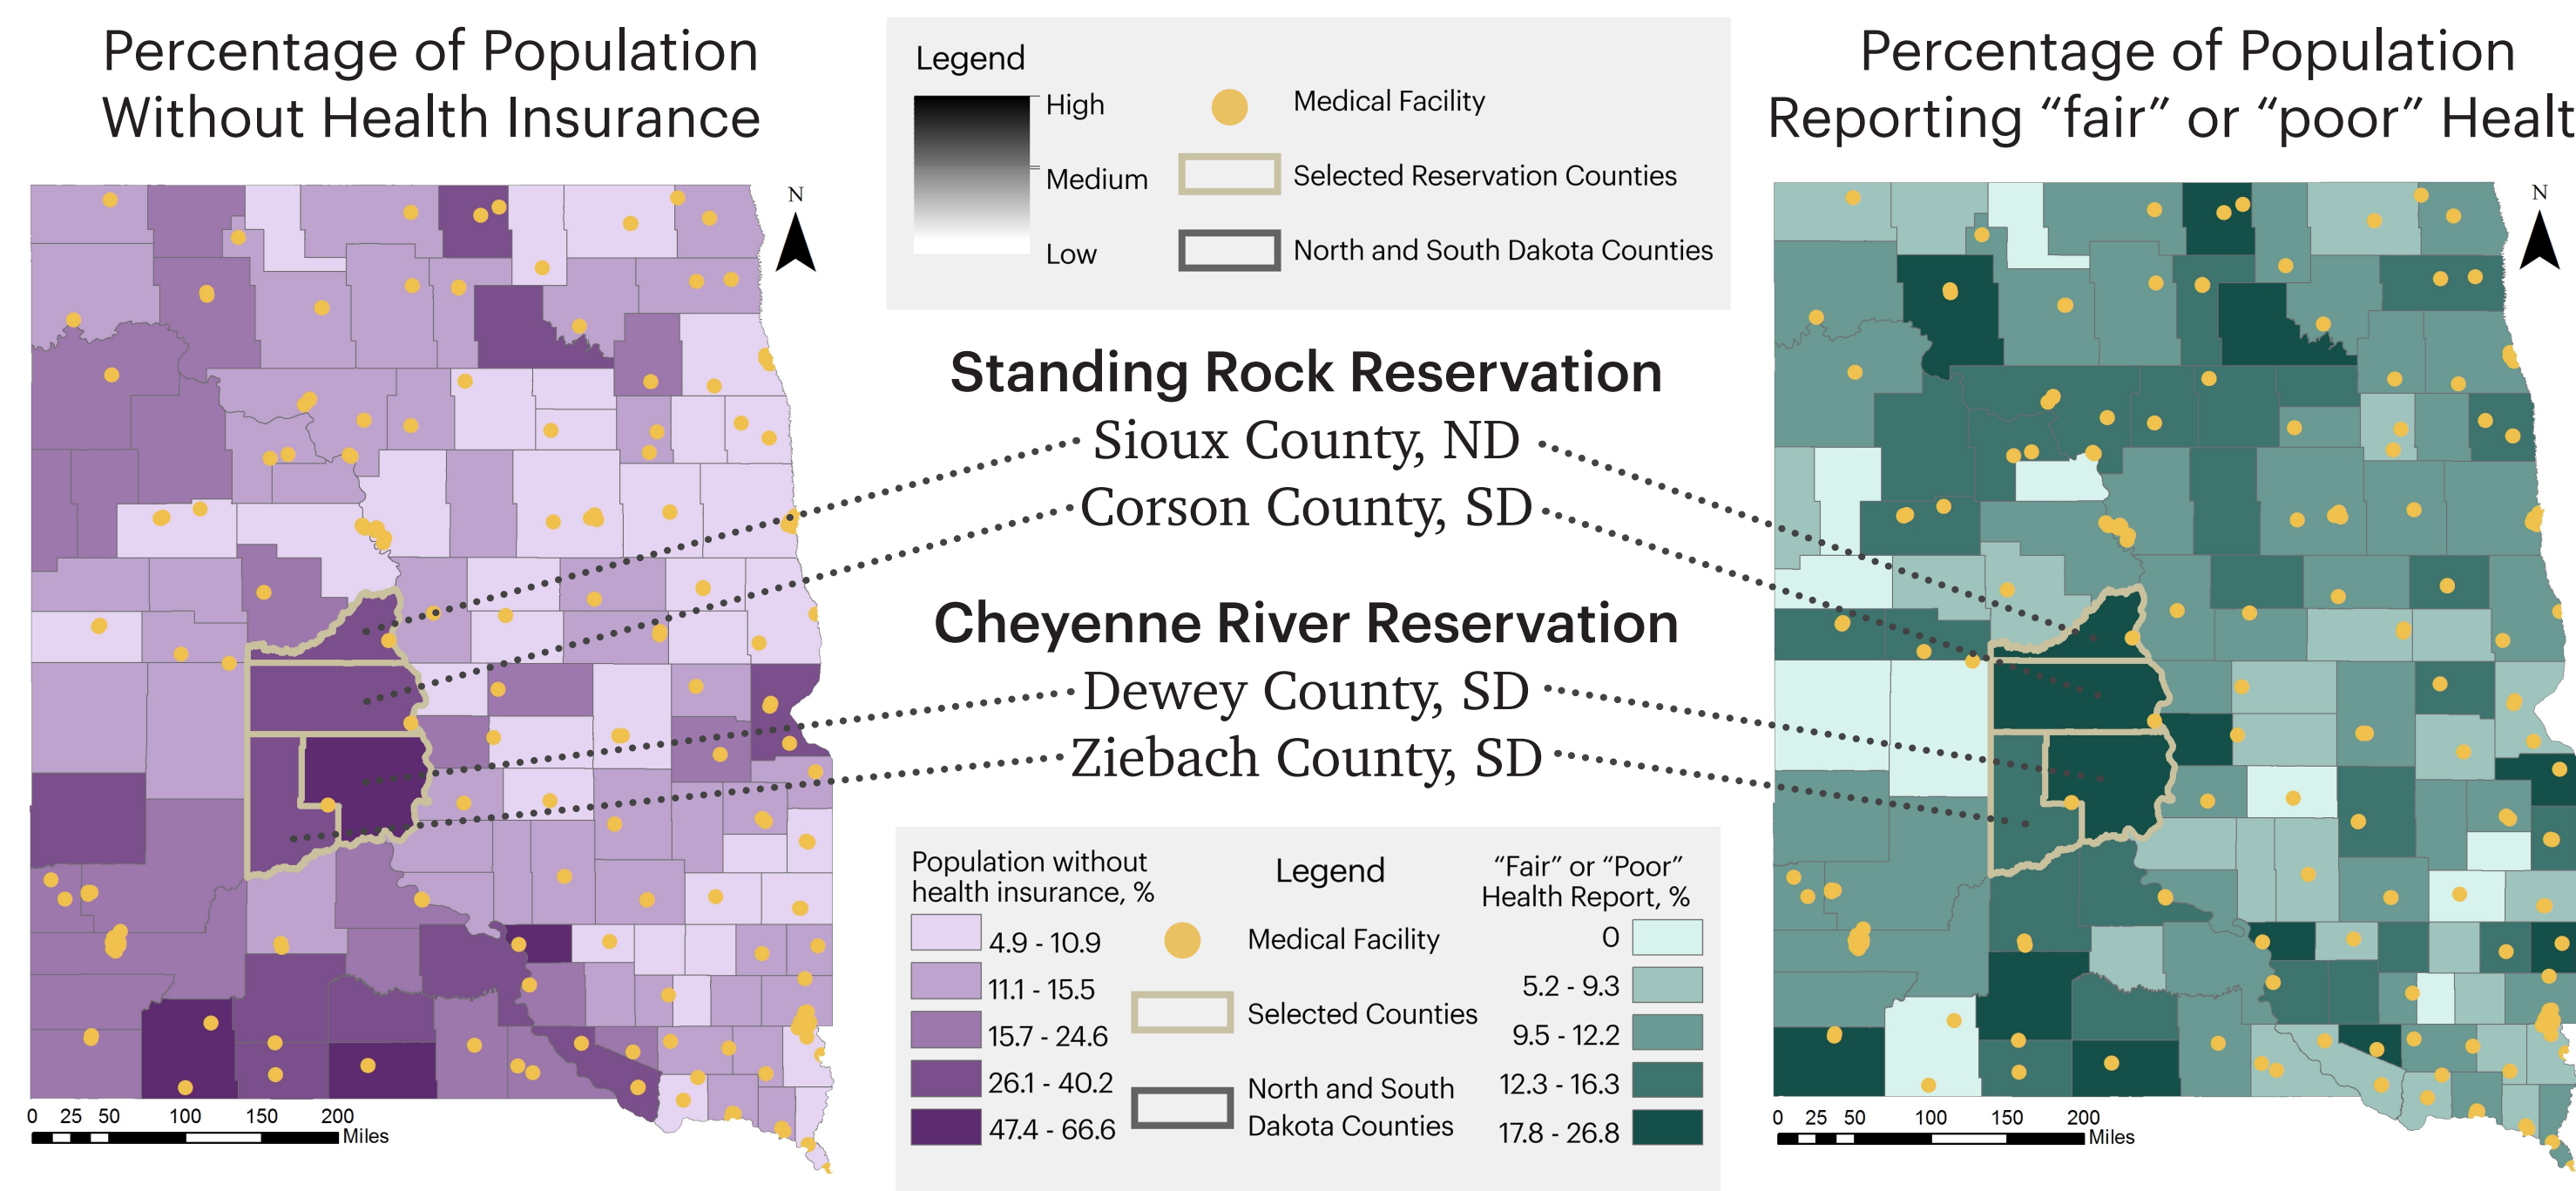 Percentage of Population
Without Health Insurance
Legend
High
Medium
Low
Medical Facility
Selected Reservation Counties
North and South Dakota Counties
Percentage of Population
Reporting “fair” or “poor” Healt
N
N
Standing Rock Reservation
Sioux County, ND
Corson County, SD
Cheyenne River Reservation
Dewey County, SD
Ziebach County, SD
Population without
health insurance, %
4.9 - 10.9
11.1 - 15.5
15.7 - 24.6
26.1 - 40.2
47.4 - 66.6
Legend
Medical Facility
Selected Counties
North and South
Dakota Counties
“Fair” or “Poor”
Health Report, %
0
5.2 - 9.3
9.5 - 12.2
12.3 - 16.3
17.8 - 26.8
0 25 50 100 150 200
Miles
0 25 50 100 150 200
Miles